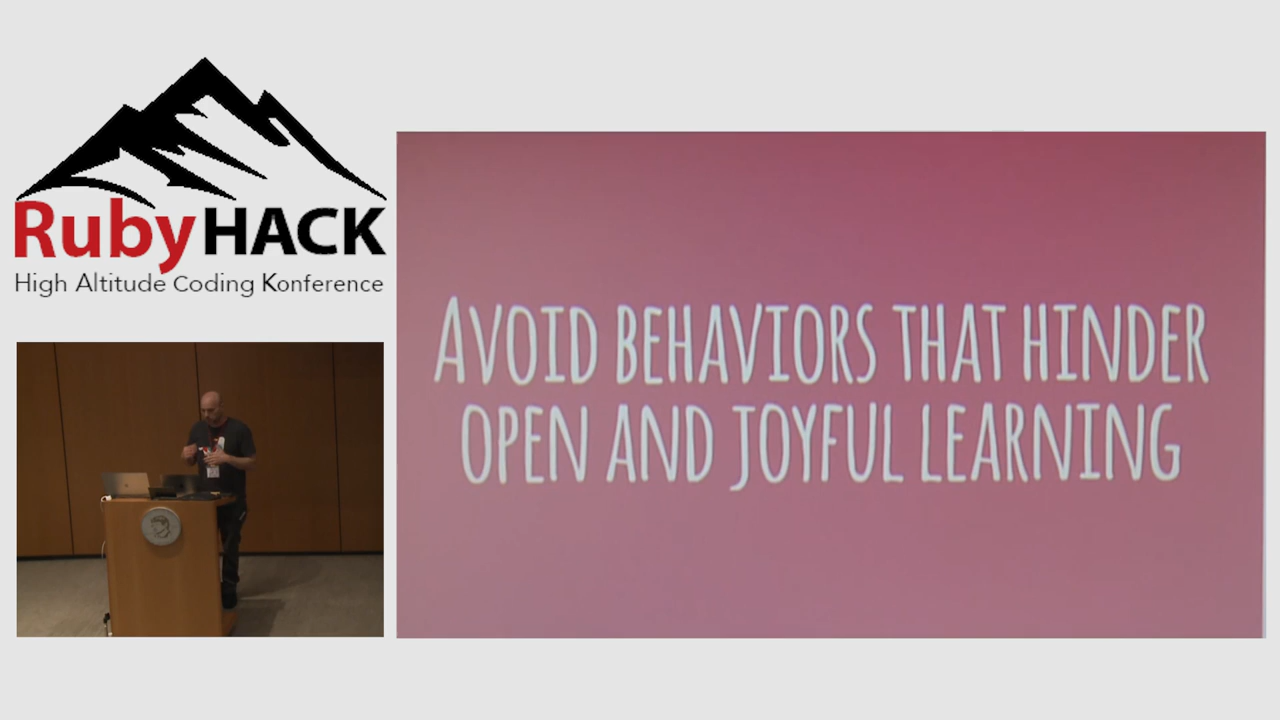 RubyHACK
High Altitude Coding Konference
AVOID BEHAVIORS THAT HINDER
OPEN AND JOYFUL LEARNING